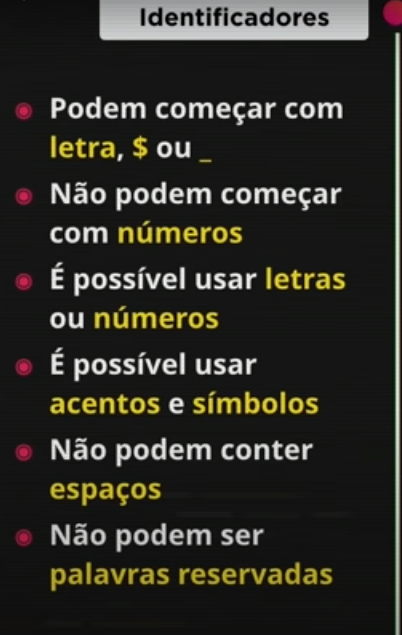 Identificadores
Podem começar com
letra, $ ou _
Não podem começar
com números
É possível usar letras
ou números
É possível usar
acentos e símbolos
Não podem conter
espaços
Não podem ser
palavras reservadas